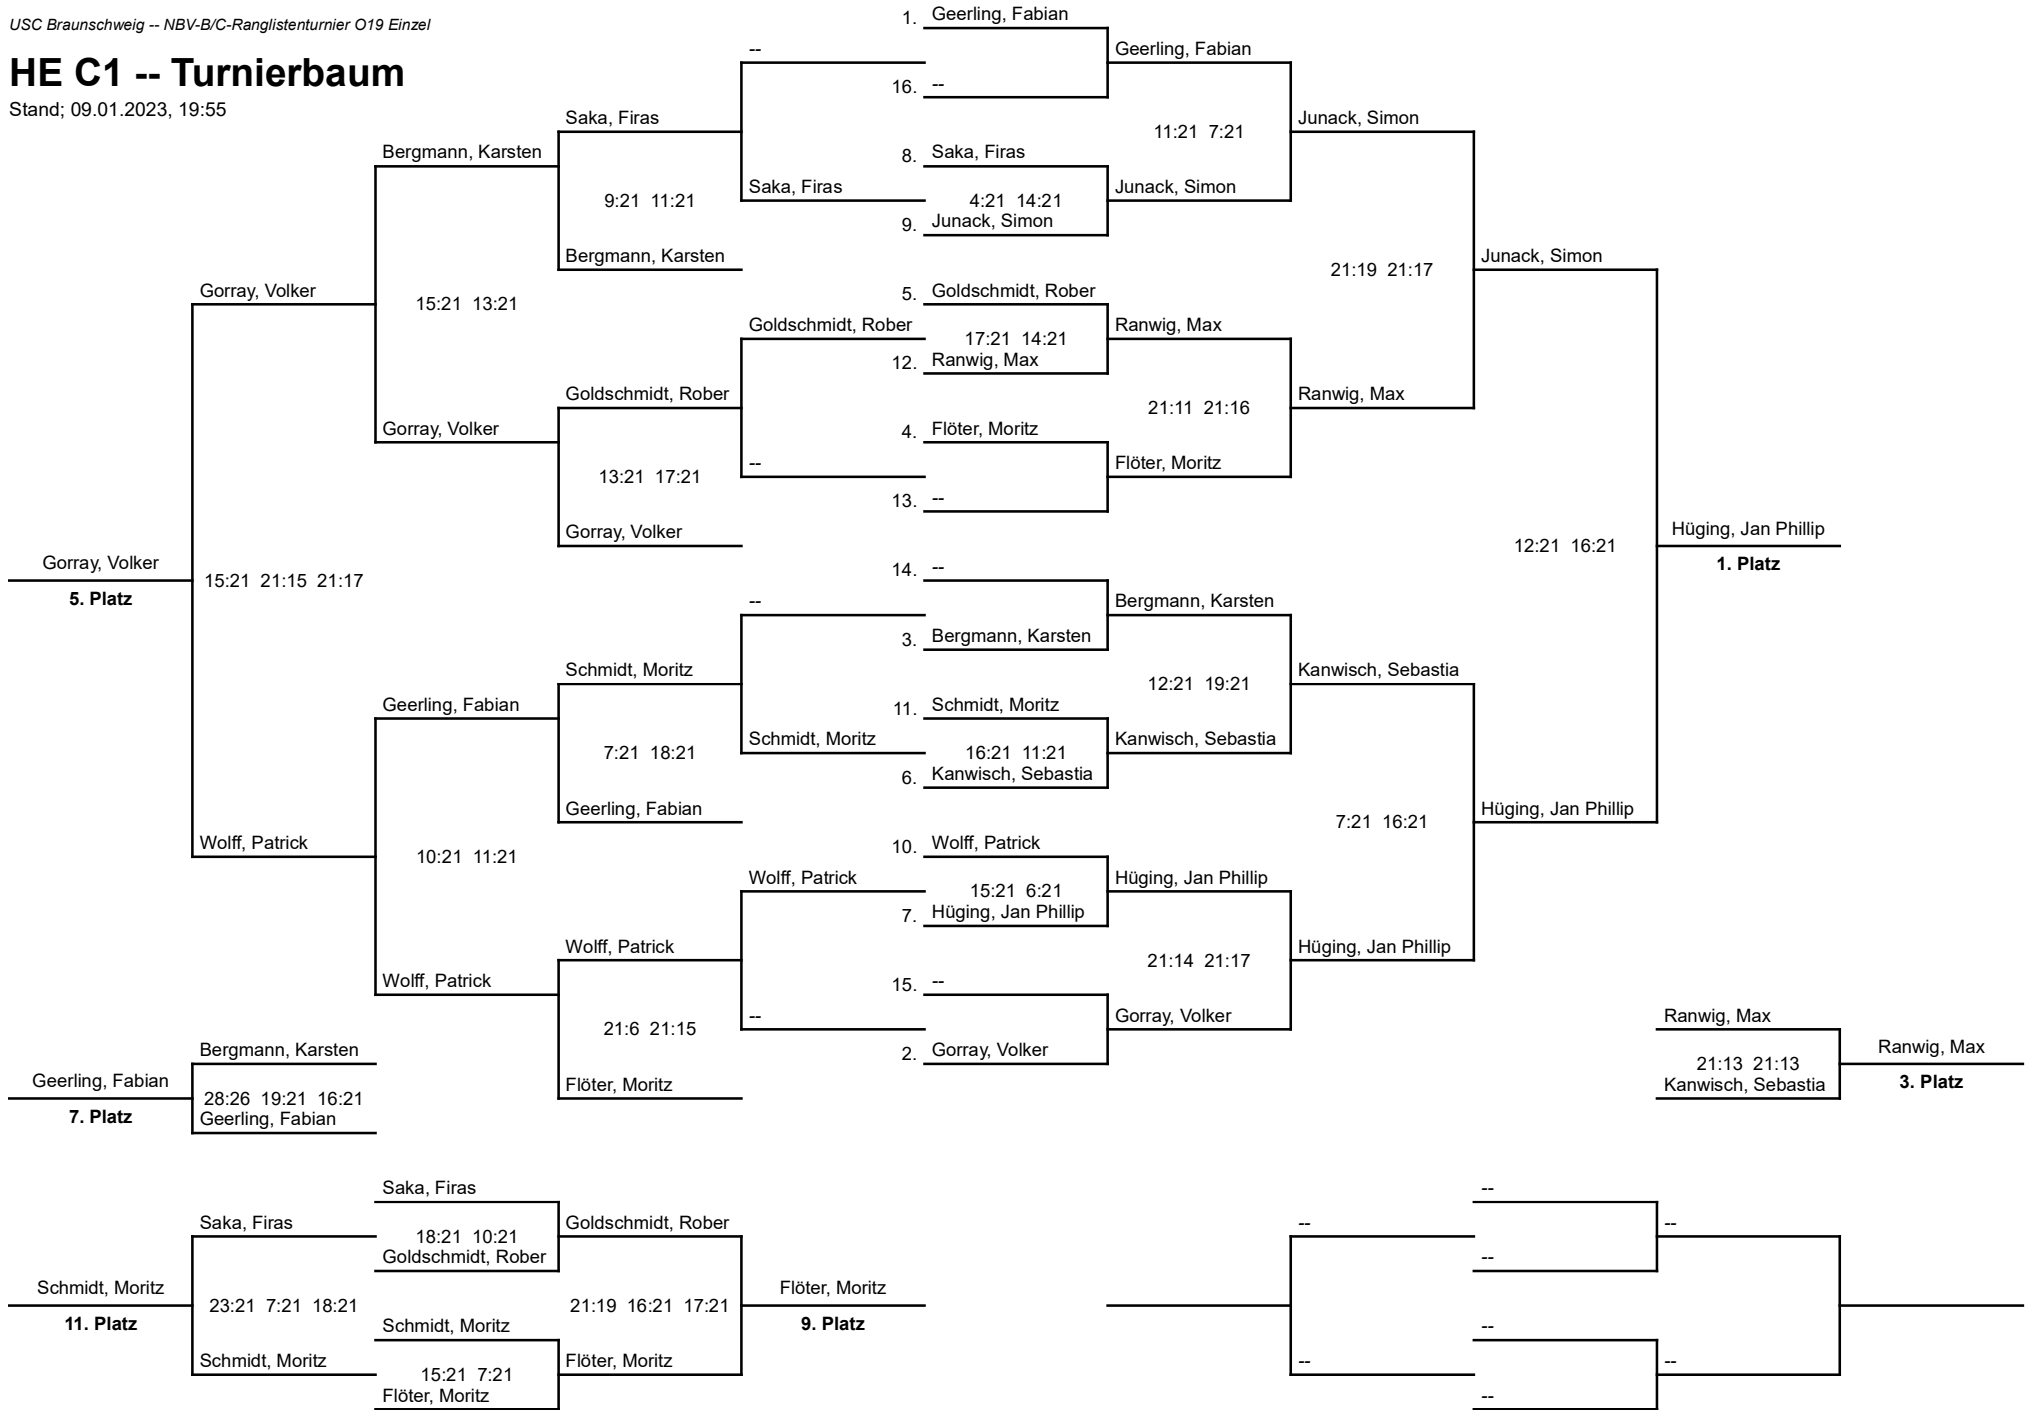 USC Braunschweig -- NBV-B/C-Ranglistenturnier O19 Einzel
HE C1 -- Turnierbaum
Stand; 09.01.2023, 19:55
1. Geerling, Fabian
-- Geerling, Fabian
16. --
Saka, Firas Junack, Simon
11:21 7:21
Bergmann, Karsten 8. Saka, Firas
Saka, Firas Junack, Simon
9:21 11:21 4:21 14:21
9. Junack, Simon
Bergmann, Karsten Junack, Simon
21:19 21:17
Gorray, Volker 5. Goldschmidt, Rober
15:21 13:21
Goldschmidt, Rober Ranwig, Max
17:21 14:21
12. Ranwig, Max
Goldschmidt, Rober Ranwig, Max
21:11 21:16
Gorray, Volker 4. Flöter, Moritz
-- Flöter, Moritz
13:21 17:21
13. --
Gorray, Volker Hüging, Jan Phillip
12:21 16:21
Gorray, Volker 14. -- 1. Platz
15:21 21:15 21:17
5. Platz -- Bergmann, Karsten
3. Bergmann, Karsten
Schmidt, Moritz Kanwisch, Sebastia
12:21 19:21
Geerling, Fabian 11. Schmidt, Moritz
Schmidt, Moritz Kanwisch, Sebastia
7:21 18:21 16:21 11:21
6. Kanwisch, Sebastia
Geerling, Fabian Hüging, Jan Phillip
7:21 16:21
Wolff, Patrick 10. Wolff, Patrick
10:21 11:21
Wolff, Patrick Hüging, Jan Phillip
15:21 6:21
7. Hüging, Jan Phillip
Wolff, Patrick Hüging, Jan Phillip
21:14 21:17
Wolff, Patrick 15. --
-- Gorray, Volker Ranwig, Max
21:6 21:15
Bergmann, Karsten 2. Gorray, Volker Ranwig, Max
21:13 21:13
Geerling, Fabian Flöter, Moritz Kanwisch, Sebastia 3. Platz
28:26 19:21 16:21
7. Platz Geerling, Fabian
Saka, Firas --
Saka, Firas Goldschmidt, Rober -- --
18:21 10:21
Goldschmidt, Rober --
Schmidt, Moritz Flöter, Moritz
23:21 7:21 18:21 21:19 16:21 17:21
11. Platz Schmidt, Moritz 9. Platz --
Schmidt, Moritz Flöter, Moritz -- --
15:21 7:21
Flöter, Moritz --